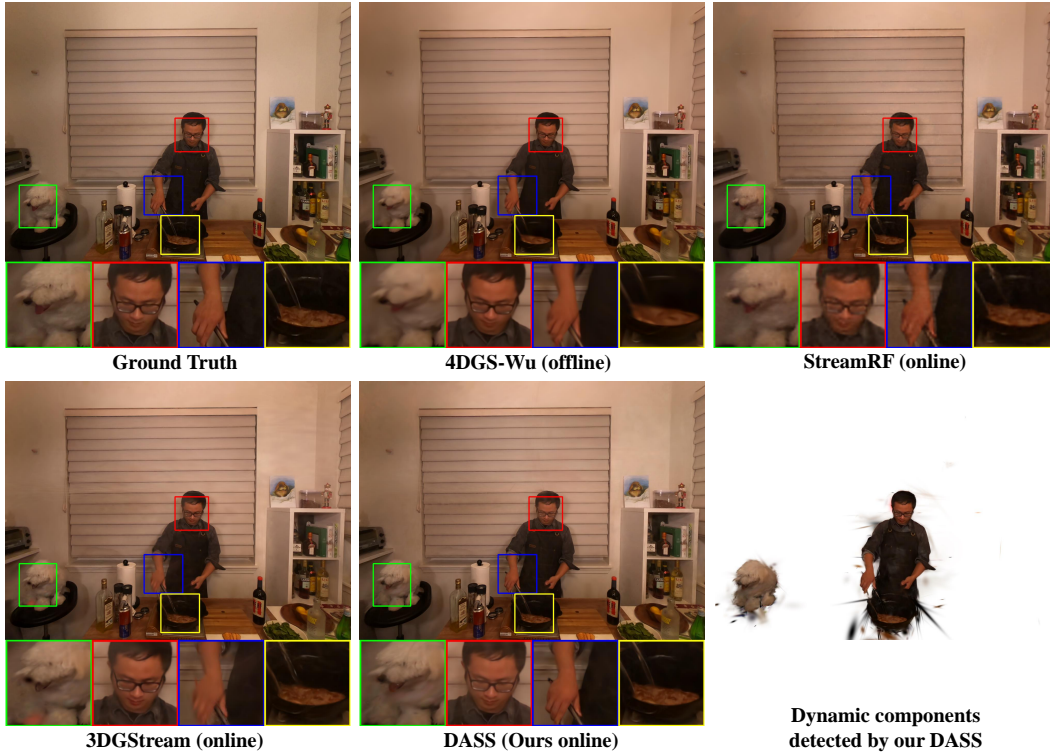 Ground Truth
4DGS-Wu (offline)
StreamRF (online)
3DGStream (online)
DASS (Ours online)
Dynamic components
detected by our DASS